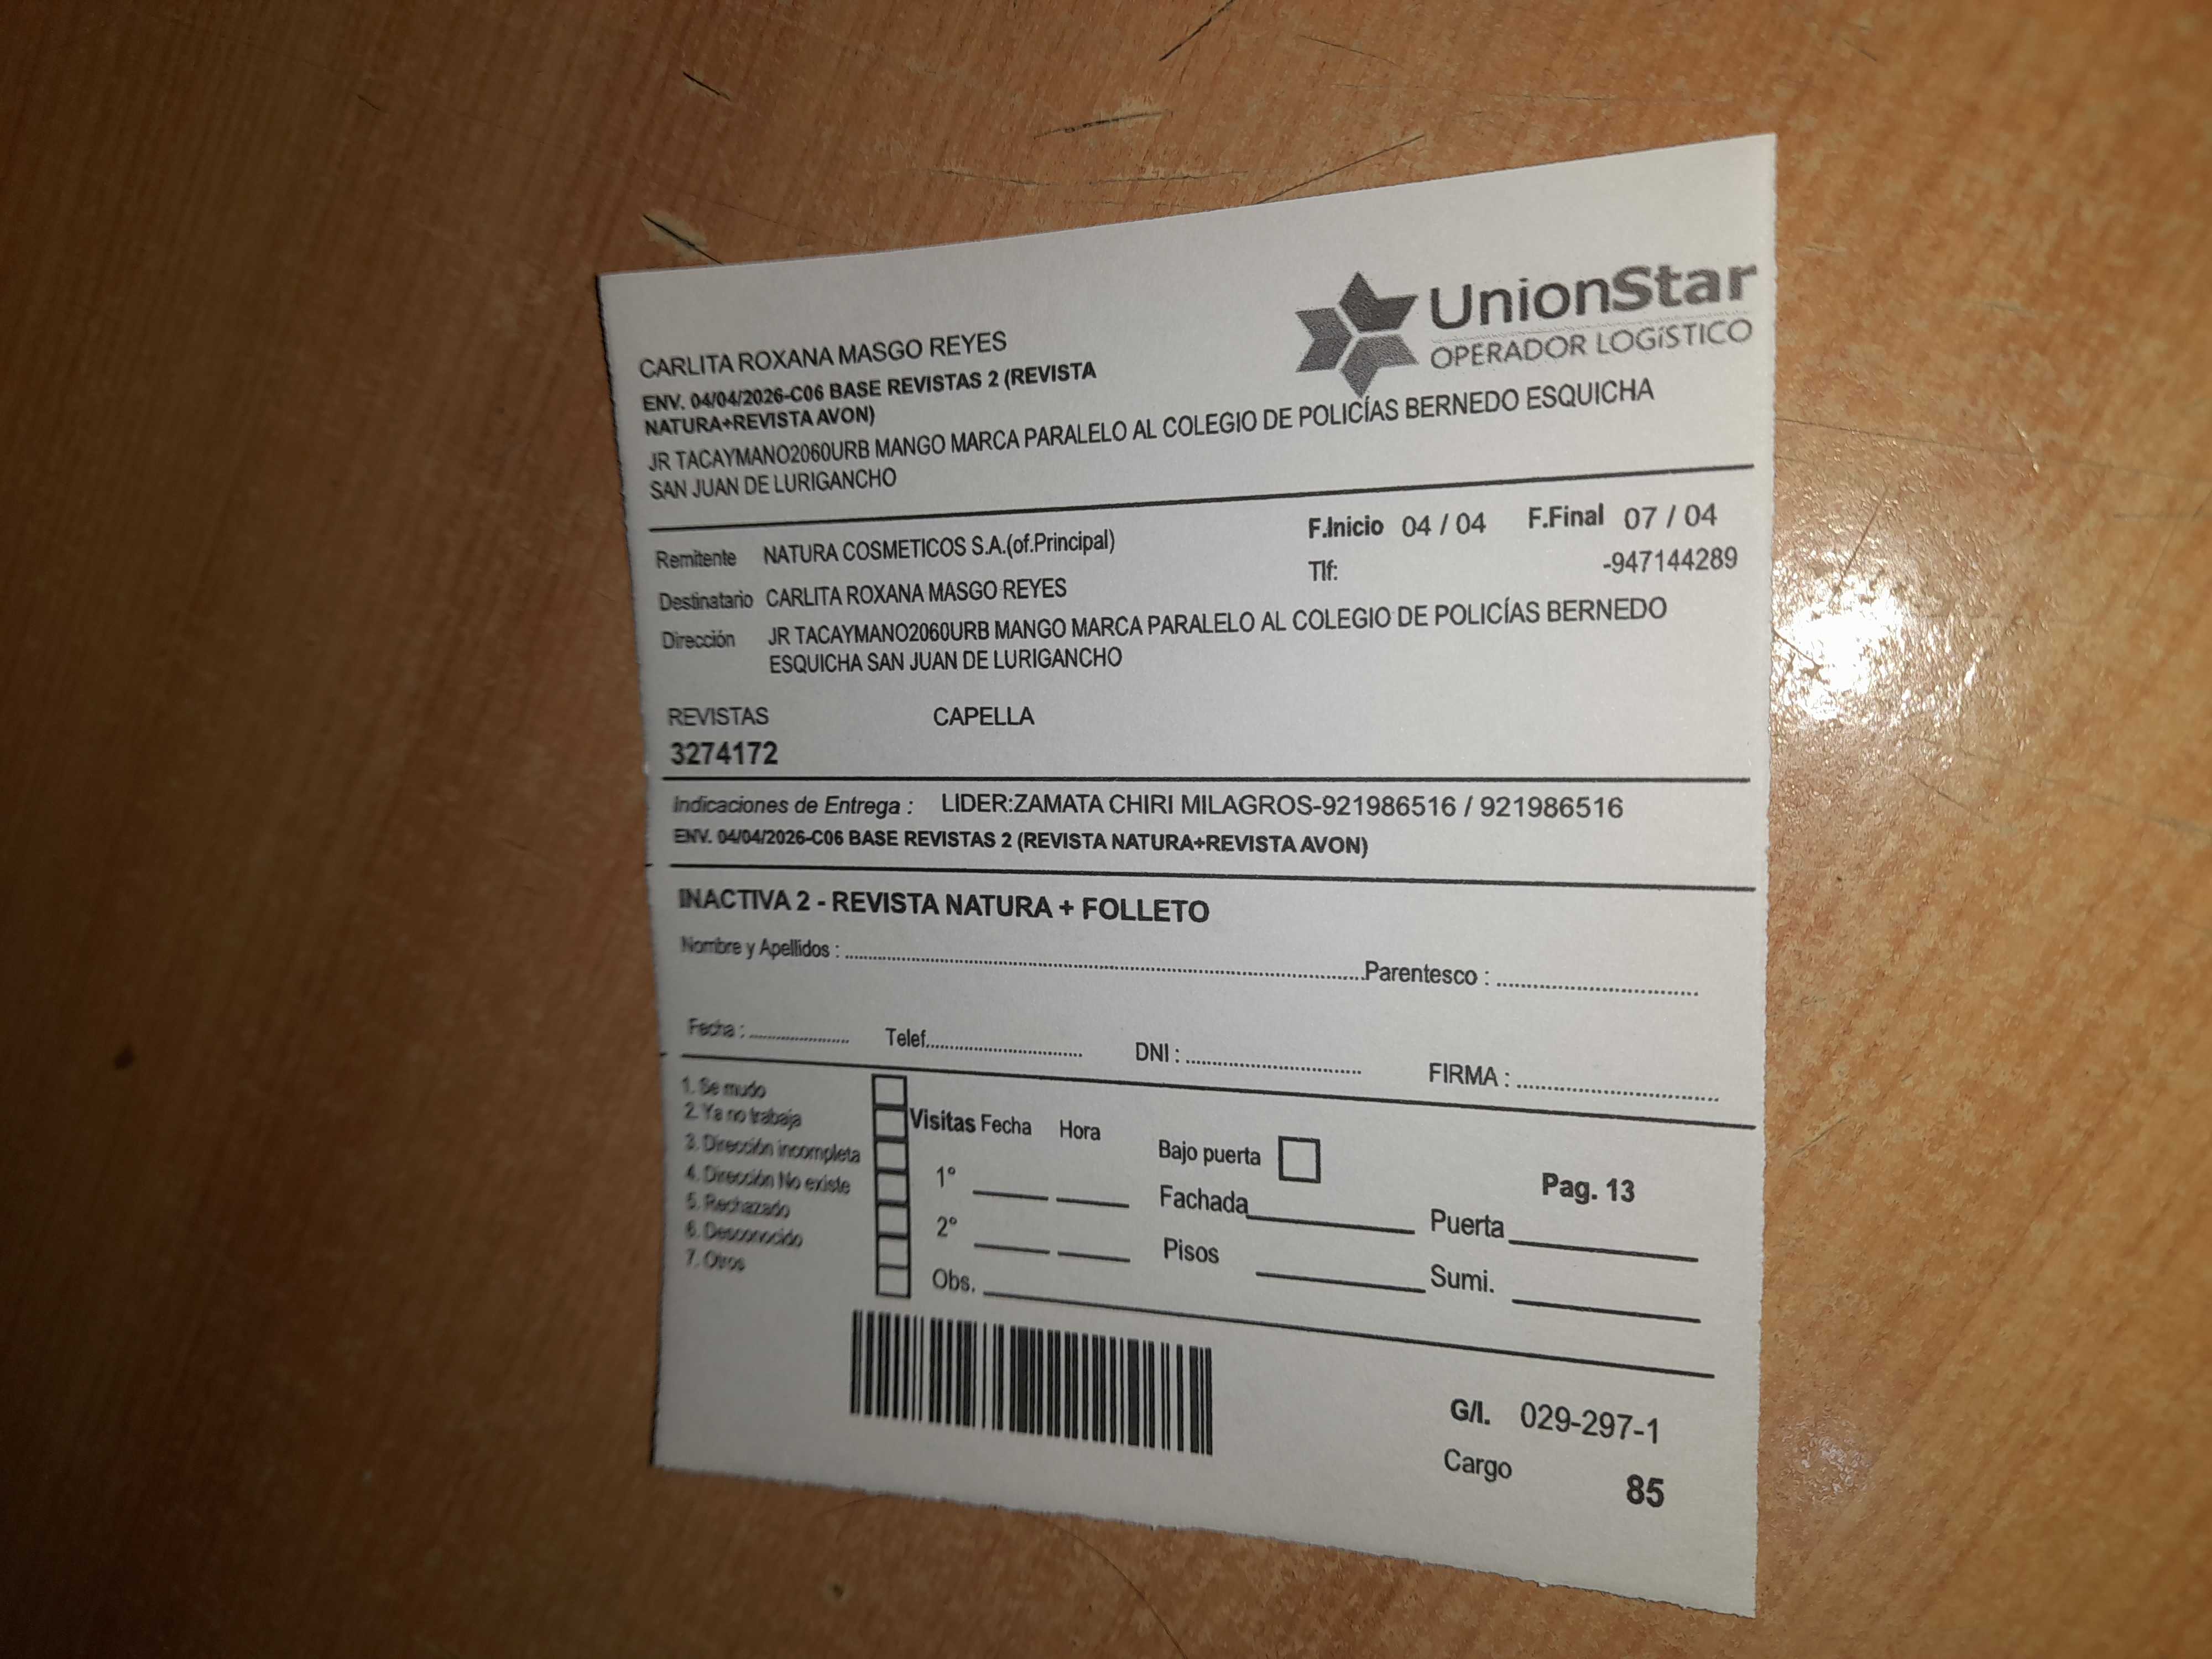 UnionStar
OPERADOR LOGíSTICO
CARLITA ROXANA MASGO REYES
ENV. 04/04/2026-C06 BASE REVISTAS 2 (REVISTA
NATURA+REVISTA AVON)
JR TACAYMANO2060URB MANGO MARCA PARALELO AL COLEGIO DE POLICÍAS BERNEDO ESQUICHA
SAN JUAN DE LURIGANCHO
Remitente NATURA COSMETICOS S.A.(of.Principal) F.Inicio 04 / 04 F.Final 07 / 04
Tlf: -947144289
Destinatario CARLITA ROXANA MASGO REYES
Dirección JR TACAYMANO2060URB MANGO MARCA PARALELO AL COLEGIO DE POLICÍAS BERNEDO
ESQUICHA SAN JUAN DE LURIGANCHO
REVISTAS CAPELLA
3274172
Indicaciones de Entrega : LIDER:ZAMATA CHIRI MILAGROS-921986516 / 921986516
ENV. 04/04/2026-C06 BASE REVISTAS 2 (REVISTA NATURA+REVISTA AVON)
INACTIVA 2 - REVISTA NATURA + FOLLETO
Nombre y Apellidos : Parentesco :
Fecha : Telef. DNI : FIRMA :
1. Se mudo
2. Ya no trabaja
3. Dirección incompleta
4. Dirección No existe
5. Rechazado
6. Desconocido
7. Otros
Visitas Fecha Hora
1°
2°
Obs.
Bajo puerta
Fachada Puerta
Pisos Sumi.
Pag. 13
G/I. 029-297-1
Cargo 85